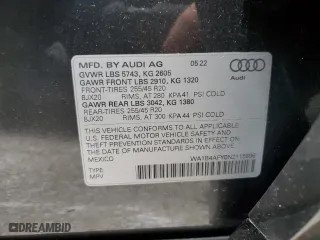 MFD. BY AUDI AG 05.22
GVWR LBS 5743, KG 2605
GAWR FRONT LBS 2910, KG 1320
FRONT-TIRES 255/45 R20
8JX20 RIMS, AT 280 KPA 41 PSI COLD
GAWR REAR LBS 3042, KG 1380
REAR-TIRES 255/45 R20
8JX20 RIMS, AT 300 KPA 44 PSI COLD
Audi
THIS VEHICLE CONFORMS TO ALL APPLICABLE
U.S. FEDERAL MOTOR VEHICLE SAFETY, BUMPER,
AND THEFT PREVENTION STANDARDS IN EFFECT
ON THE DATE OF MANUFACTURE SHOWN ABOVE.
MEXICO
TYPE:
MPV